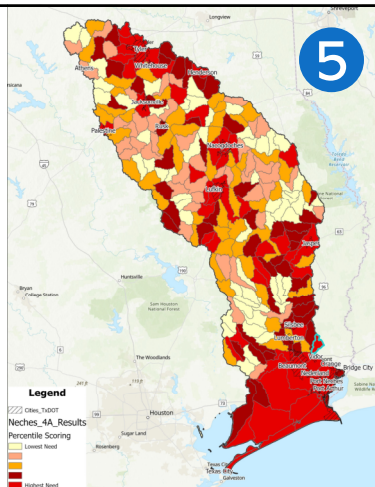 Shreveport
Longview
5
Tyler
Whitehouse
Athens
Henderson
Jacksonville
Palestine
Rusk
Nacogdoches
Lufkin
Jasper
Huntsville
Bryan
College Station
Sam Houston
National Forest
Silsbee
Lumberton
The Woodlands
Vidor
Beaumont
Orange
Bridge City
Nederland
Port Neches
Port Arthur
Legend
Cities_TxDOT
Neches_4A_Results
Percentile Scoring
Lowest Need
Highest Need
Houston
Sugar Land
Rosenberg
Texas City
Galveston